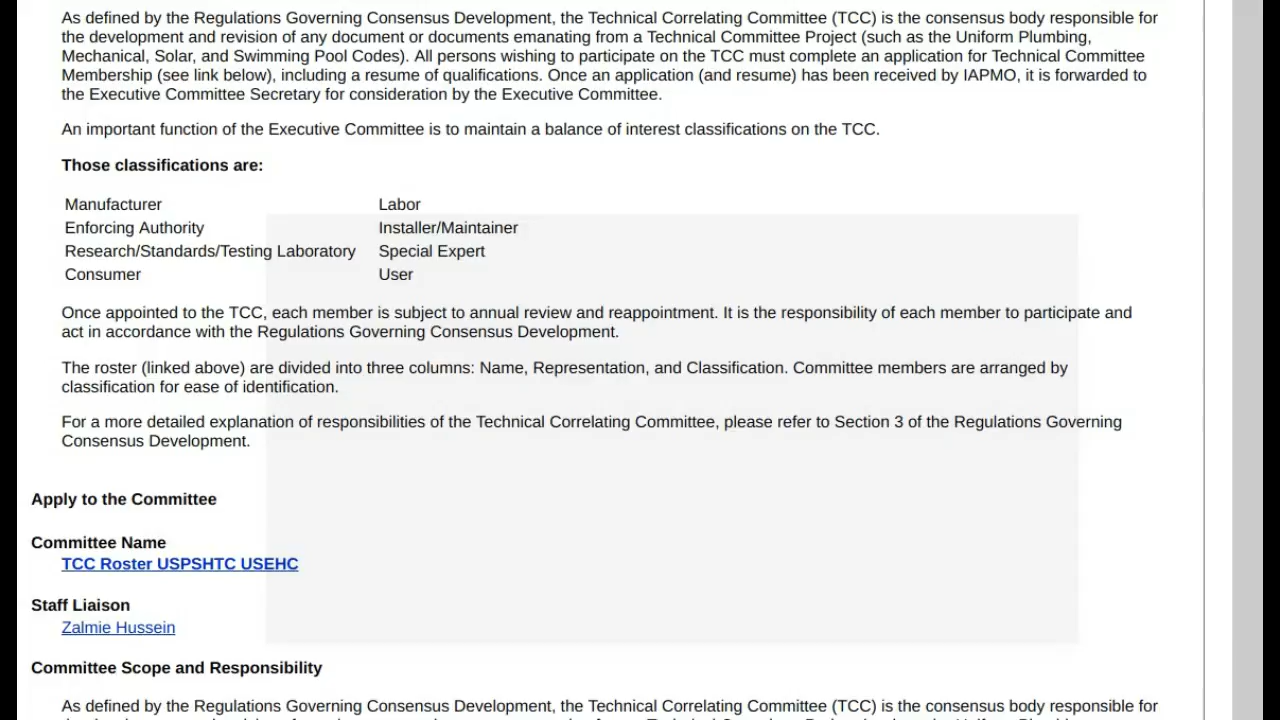 As defined by the Regulations Governing Consensus Development, the Technical Correlating Committee (TCC) is the consensus body responsible for
the development and revision of any document or documents emanating from a Technical Committee Project (such as the Uniform Plumbing,
Mechanical, Solar, and Swimming Pool Codes). All persons wishing to participate on the TCC must complete an application for Technical Committee
Membership (see link below), including a resume of qualifications. Once an application (and resume) has been received by IAPMO, it is forwarded to
the Executive Committee Secretary for consideration by the Executive Committee.
An important function of the Executive Committee is to maintain a balance of interest classifications on the TCC.
Those classifications are:
Manufacturer Labor
Enforcing Authority Installer/Maintainer
Research/Standards/Testing Laboratory Special Expert
Consumer User
Once appointed to the TCC, each member is subject to annual review and reappointment. It is the responsibility of each member to participate and
act in accordance with the Regulations Governing Consensus Development.
The roster (linked above) are divided into three columns: Name, Representation, and Classification. Committee members are arranged by
classification for ease of identification.
For a more detailed explanation of responsibilities of the Technical Correlating Committee, please refer to Section 3 of the Regulations Governing
Consensus Development.
Apply to the Committee
Committee Name
TCC Roster USPSHTC USEHC
Staff Liaison
Zalmie Hussein
Committee Scope and Responsibility
As defined by the Regulations Governing Consensus Development, the Technical Correlating Committee (TCC) is the consensus body responsible for